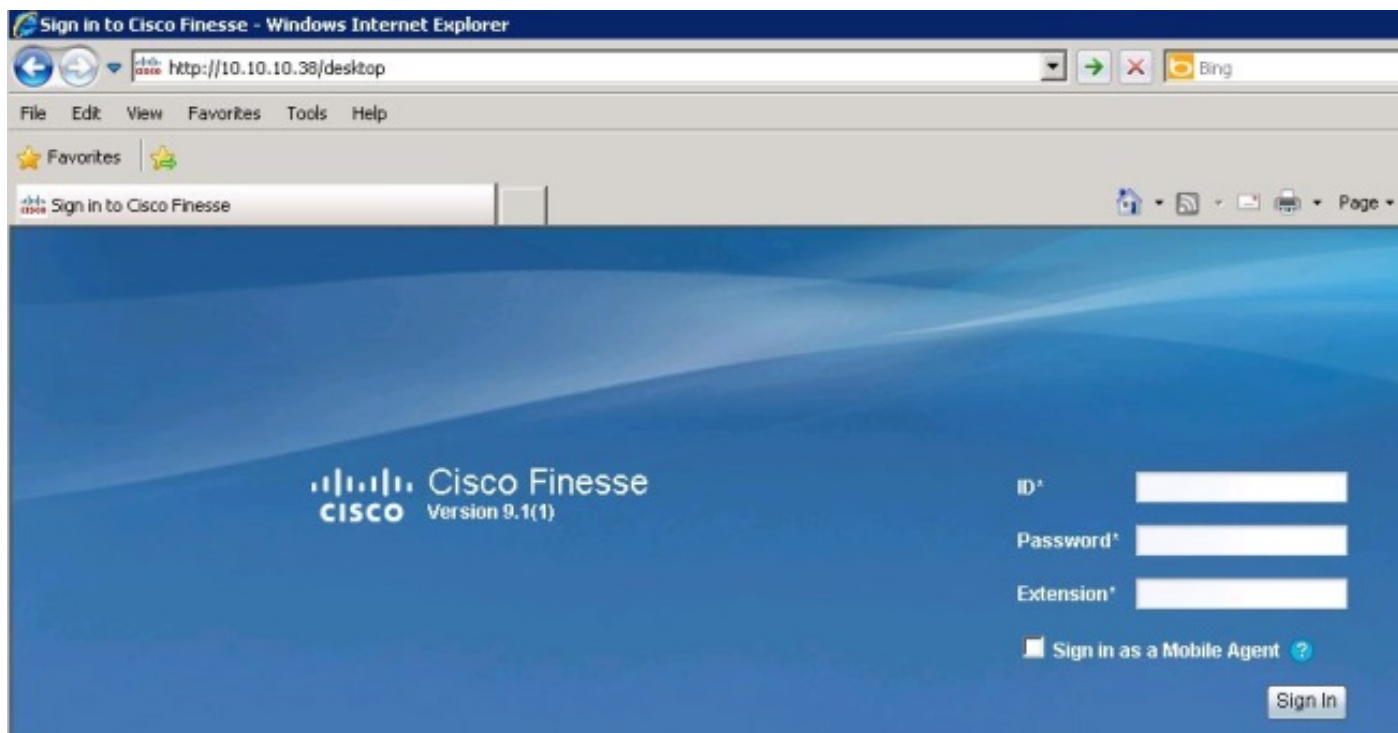 Sign in to Cisco Finesse - Windows Internet Explorer
http://10.10.10.38/desktop
Bing
File Edit View Favorites Tools Help
Favorites
Sign in to Cisco Finesse
Page
CISCO
Cisco Finesse
Version 9.1(1)
ID*
Password*
Extension*
Sign in as a Mobile Agent ?
Sign In